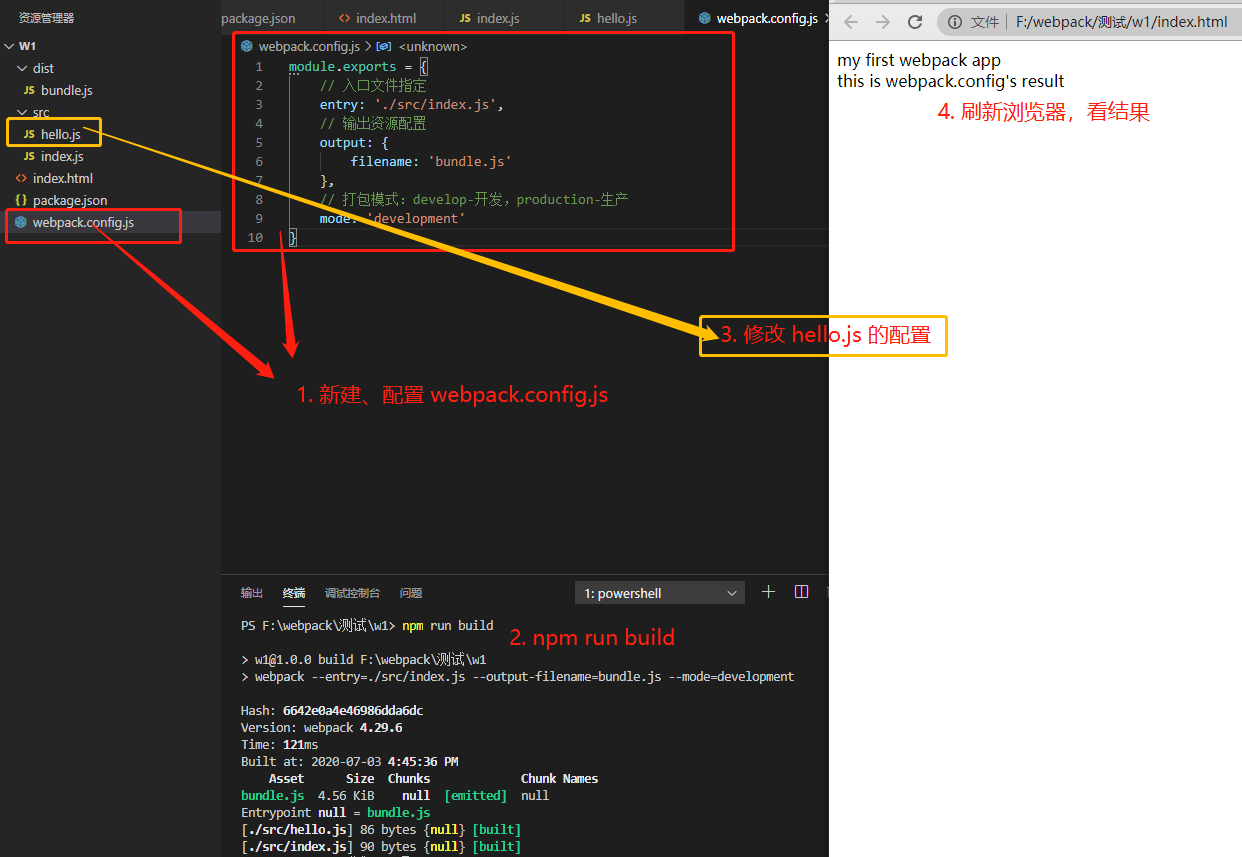 资源管理器
W1
dist
JS bundle.js
src
JS hello.js
JS index.js
<> index.html
{} package.json
webpack.config.js
package.json
<> index.html
JS index.js
JS hello.js
webpack.config.js
webpack.config.js > <unknown>
1 module.exports = {
2 // 入口文件指定
3 entry: './src/index.js',
4 // 输出资源配置
5 output: {
6 filename: 'bundle.js'
7 },
8 // 打包模式: develop-开发，production-生产
9 mode: 'development'
10 }
1. 新建、配置 webpack.config.js
3. 修改 hello.js 的配置
输出 终端 调试控制台 问题
1: powershell
PS F:\webpack\测试\w1> npm run build
2. npm run build
> w1@1.0.0 build F:\webpack\测试\w1
> webpack --entry=./src/index.js --output-filename=bundle.js --mode=development
Hash: 6642e0a4e46986dda6dc
Version: webpack 4.29.6
Time: 121ms
Built at: 2020-07-03 4:45:36 PM
Asset Size Chunks Chunk Names
bundle.js 4.56 KiB null [emitted] null
Entrypoint null = bundle.js
[./src/hello.js] 86 bytes {null} [built]
[./src/index.js] 90 bytes {null} [built]
文件 F:/webpack/测试/w1/index.html
my first webpack app
this is webpack.config's result
4. 刷新浏览器，看结果